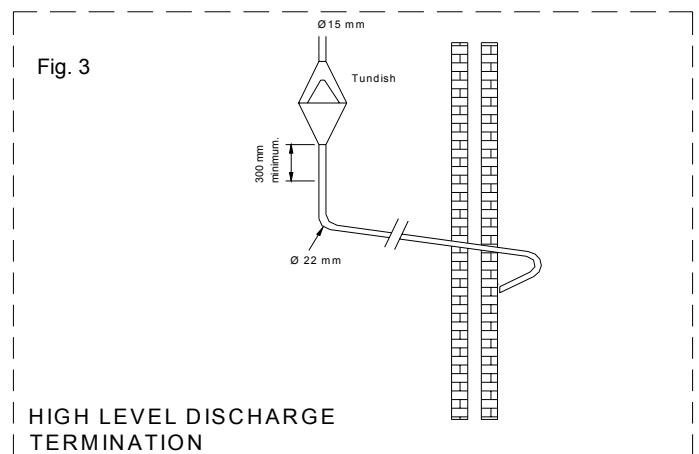 Ø15 mm
Fig. 3
Tundish
300 mm
minimum.
Ø 22 mm
HIGH LEVEL DISCHARGE
TERMINATION